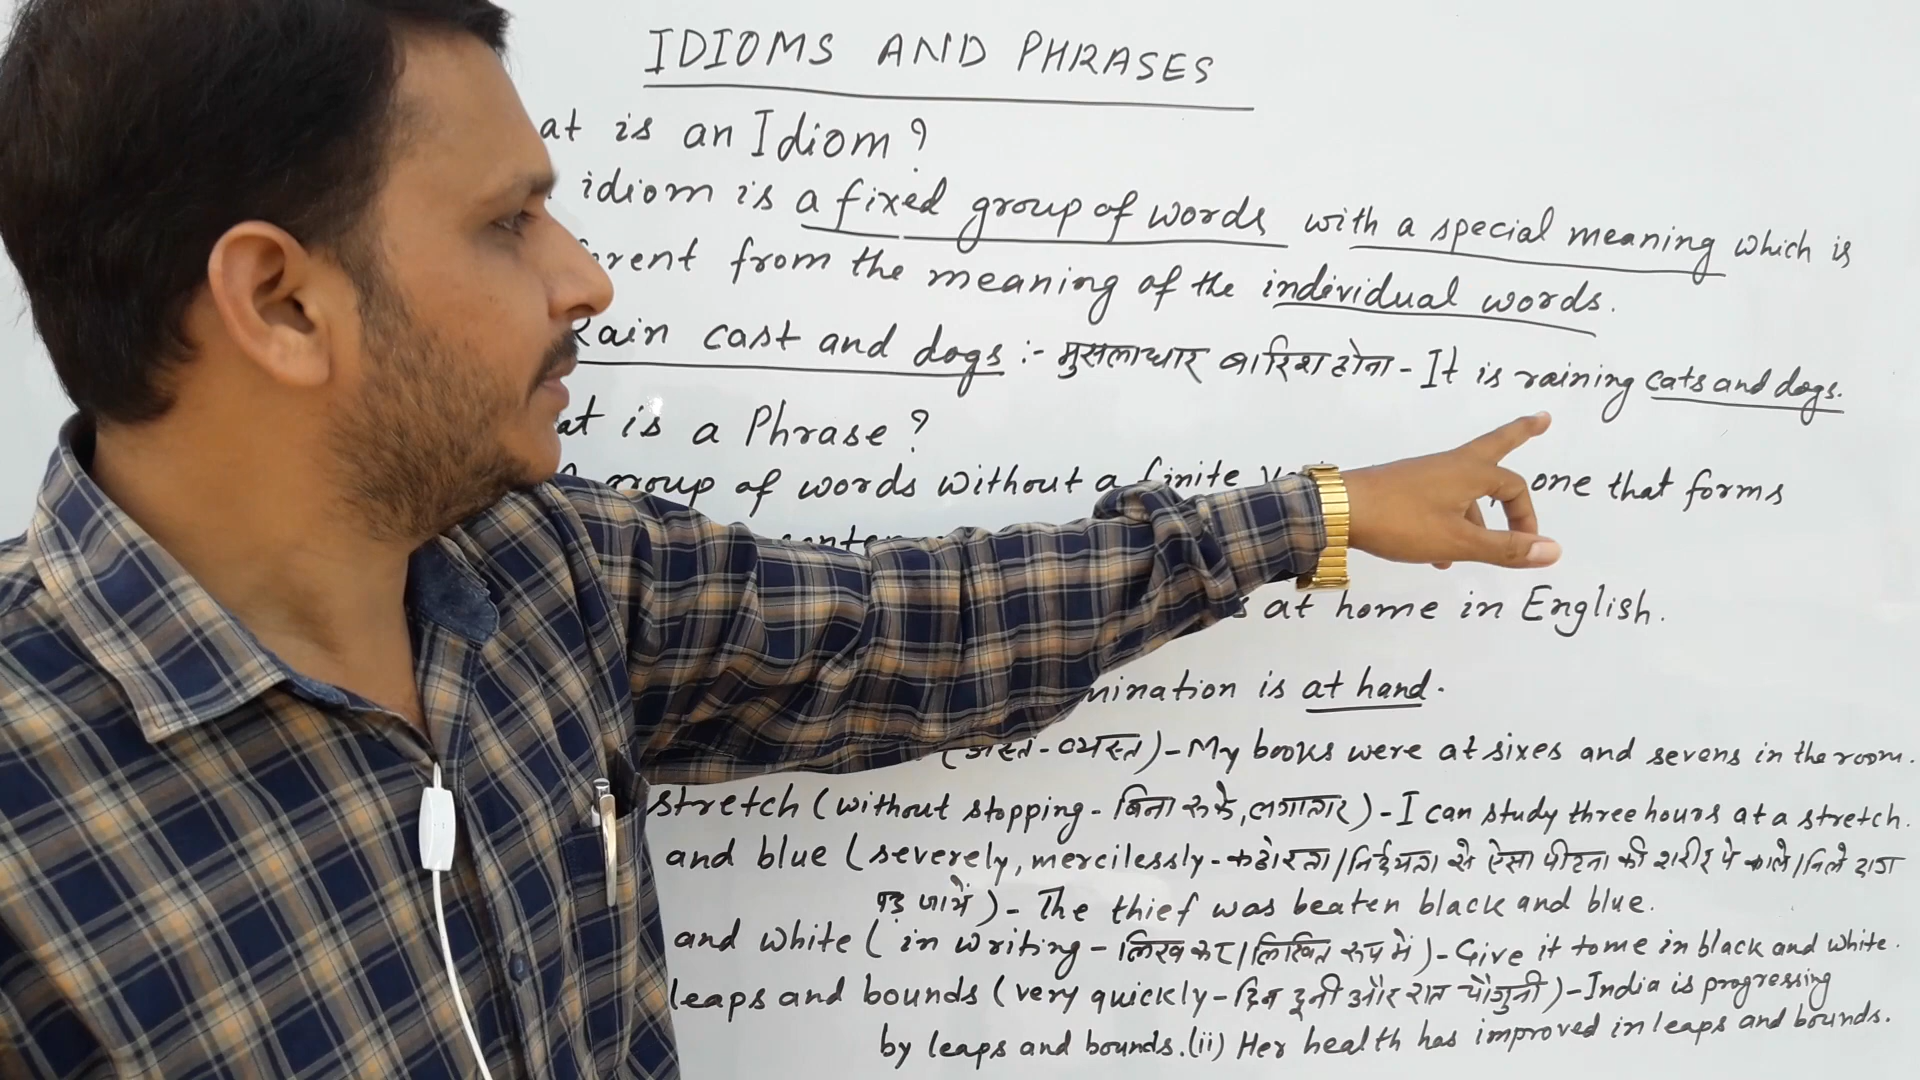 IDIOMS AND PHRASES
at is an Idiom?
idiom is a fixed group of words with a special meaning which is
rent from the meaning of the individual words.
Rain cast and dogs :- मुसलाधार बारिश होना - It is raining cats and dogs.
at is a Phrase?
group of words without a finite one that forms
at home in English.
mination is at hand.
(अस्त-व्यस्त) - My books were at sixes and sevens in the room.
stretch (without stopping - बिना रुके, लगातार) - I can study three hours at a stretch.
and blue (severely, mercilessly - कठोरता/निर्दयता से ऐसा पीटना की शरीर पे काले/निले दाग
पड़ जायें) - The thief was beaten black and blue.
and white (in writing - लिखकर/लिखित रूप में) - Give it to me in black and white.
leaps and bounds (very quickly - दिन दूनी और रात चौगुनी) - India is progressing
by leaps and bounds. (ii) Her health has improved in leaps and bounds.